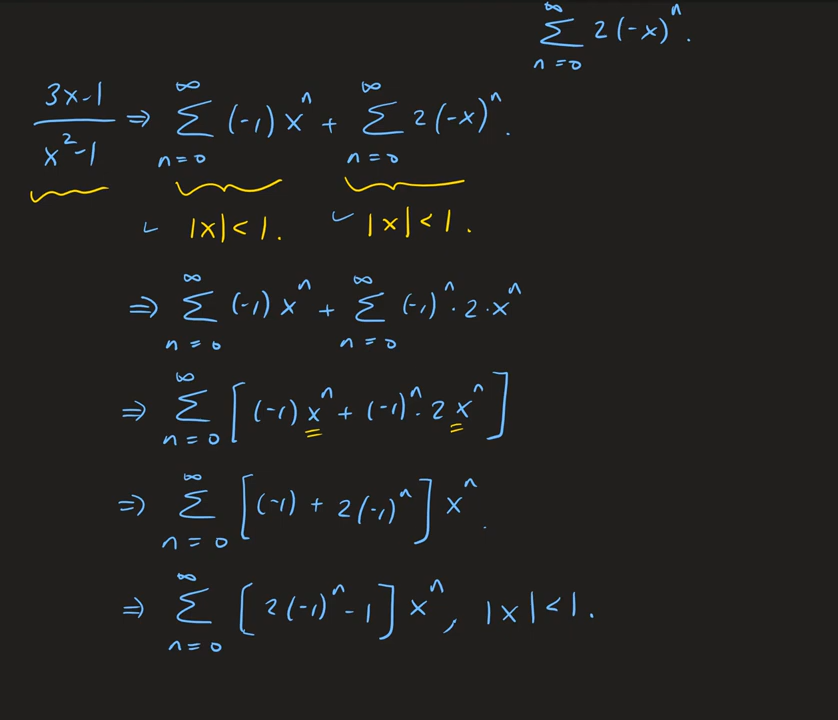 ∞
∑ 2(-x)^n.
n=0
(3x-1)/(x^2-1) ⇒ ∑_{n=0}^{∞} (-1) x^n + ∑_{n=0}^{∞} 2(-x)^n.
|x|<1. |x|<1.
⇒ ∑_{n=0}^{∞} (-1) x^n + ∑_{n=0}^{∞} (-1)^n · 2 · x^n
⇒ ∑_{n=0}^{∞} [(-1) x^n + (-1)^n · 2 x^n]
⇒ ∑_{n=0}^{∞} [(-1) + 2(-1)^n] x^n.
⇒ ∑_{n=0}^{∞} [2(-1)^n - 1] x^n, |x|<1.